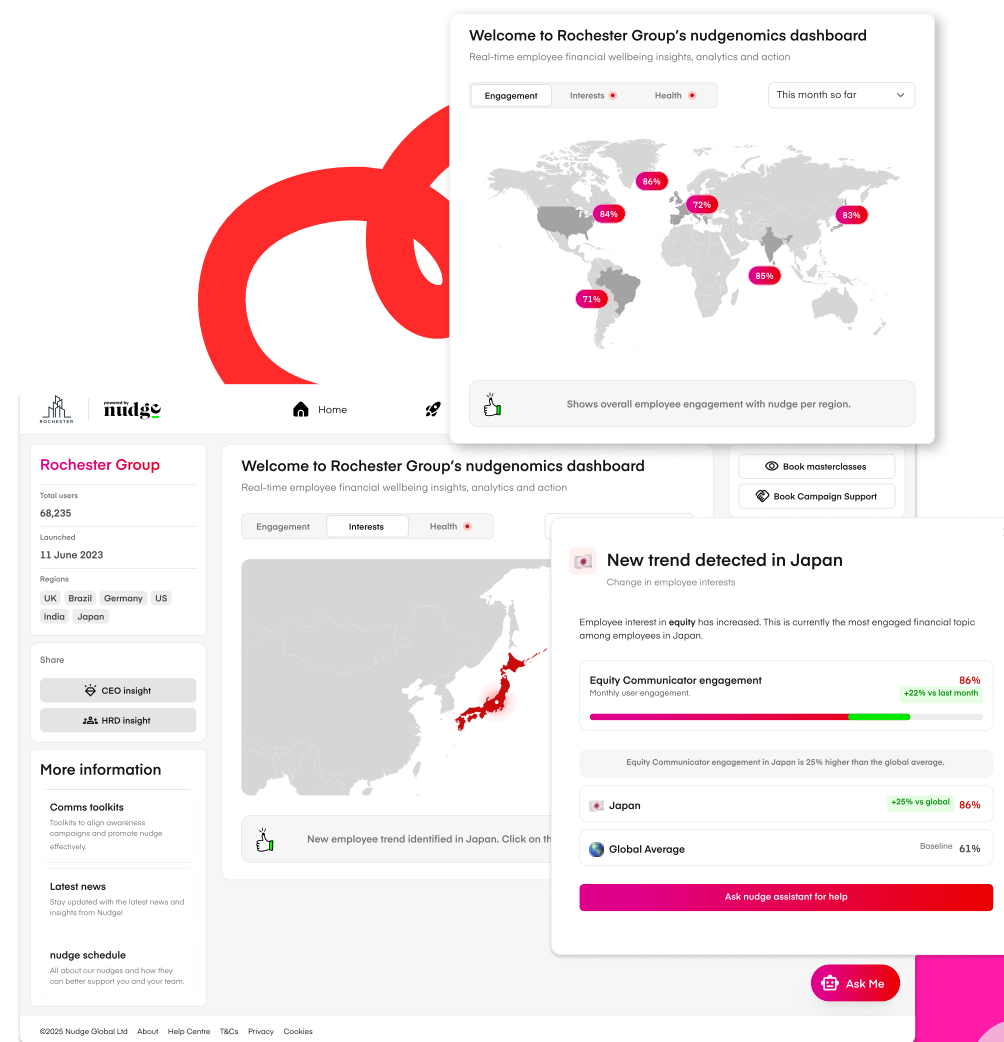 Welcome to Rochester Group's nudgenomics dashboard
Real-time employee financial wellbeing insights, analytics and action
Engagement
Interests
Health
This month so far
86%
84%
72%
83%
85%
71%
Shows overall employee engagement with nudge per region.
ROCHESTER
powered by
nudge
Home
Rochester Group
Total users
68,235
Launched
11 June 2023
Regions
UK Brazil Germany US
India Japan
Share
CEO insight
HRD insight
More information
Comms toolkits
Toolkits to align awareness
campaigns and promote nudge
effectively.
Latest news
Stay updated with the latest news and
insights from Nudge!
nudge schedule
All about our nudges and how they
can better support you and your team.
Welcome to Rochester Group's nudgenomics dashboard
Real-time employee financial wellbeing insights, analytics and action
Engagement
Interests
Health
New employee trend identified in Japan. Click on th
Book masterclasses
Book Campaign Support
New trend detected in Japan
Change in employee interests
Employee interest in equity has increased. This is currently the most engaged financial topic
among employees in Japan.
Equity Communicator engagement
86%
Monthly user engagement.
+22% vs last month
Equity Communicator engagement in Japan is 25% higher than the global average.
Japan
+25% vs global
86%
Global Average
Baseline
61%
Ask nudge assistant for help
Ask Me
©2025 Nudge Global Ltd About Help Centre T&Cs Privacy Cookies